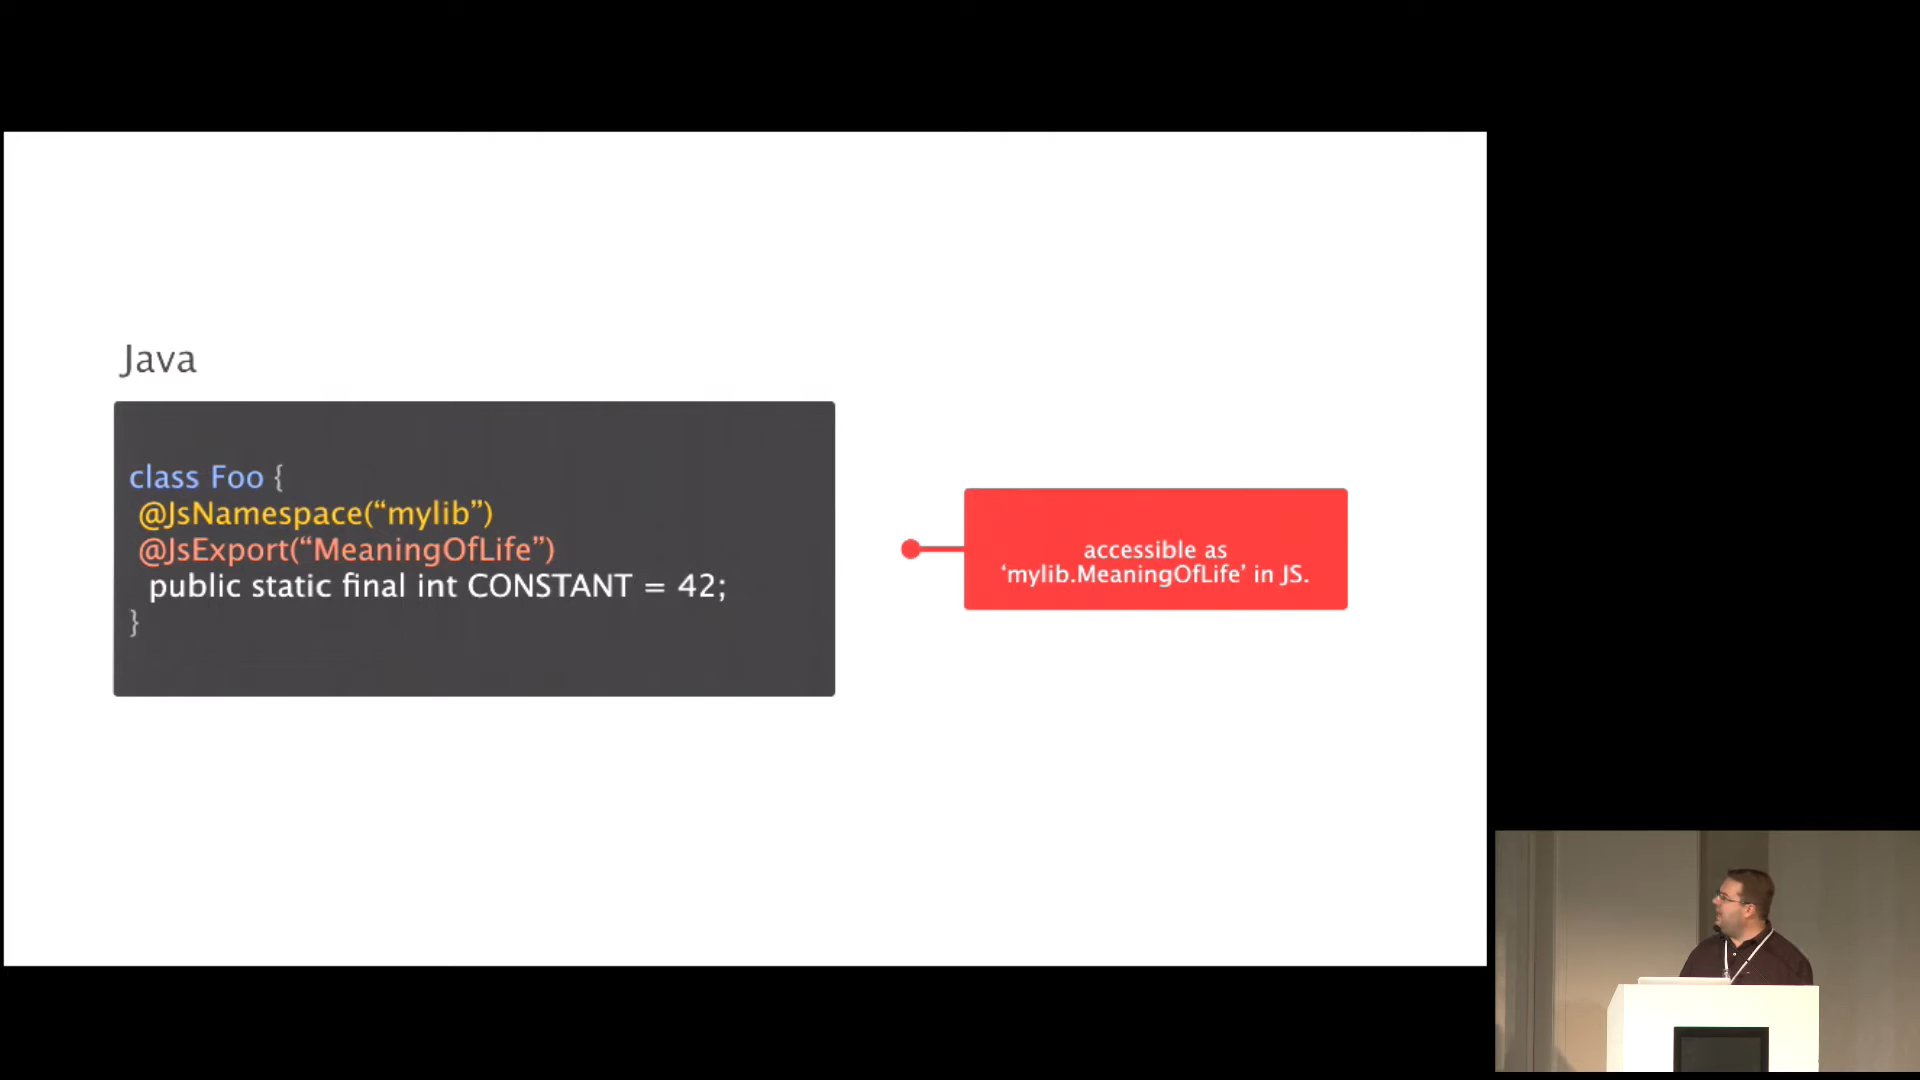 Java
class Foo {
@JsNamespace(“mylib”)
@JsExport(“MeaningOfLife”)
public static final int CONSTANT = 42;
}
accessible as
‘mylib.MeaningOfLife’ in JS.